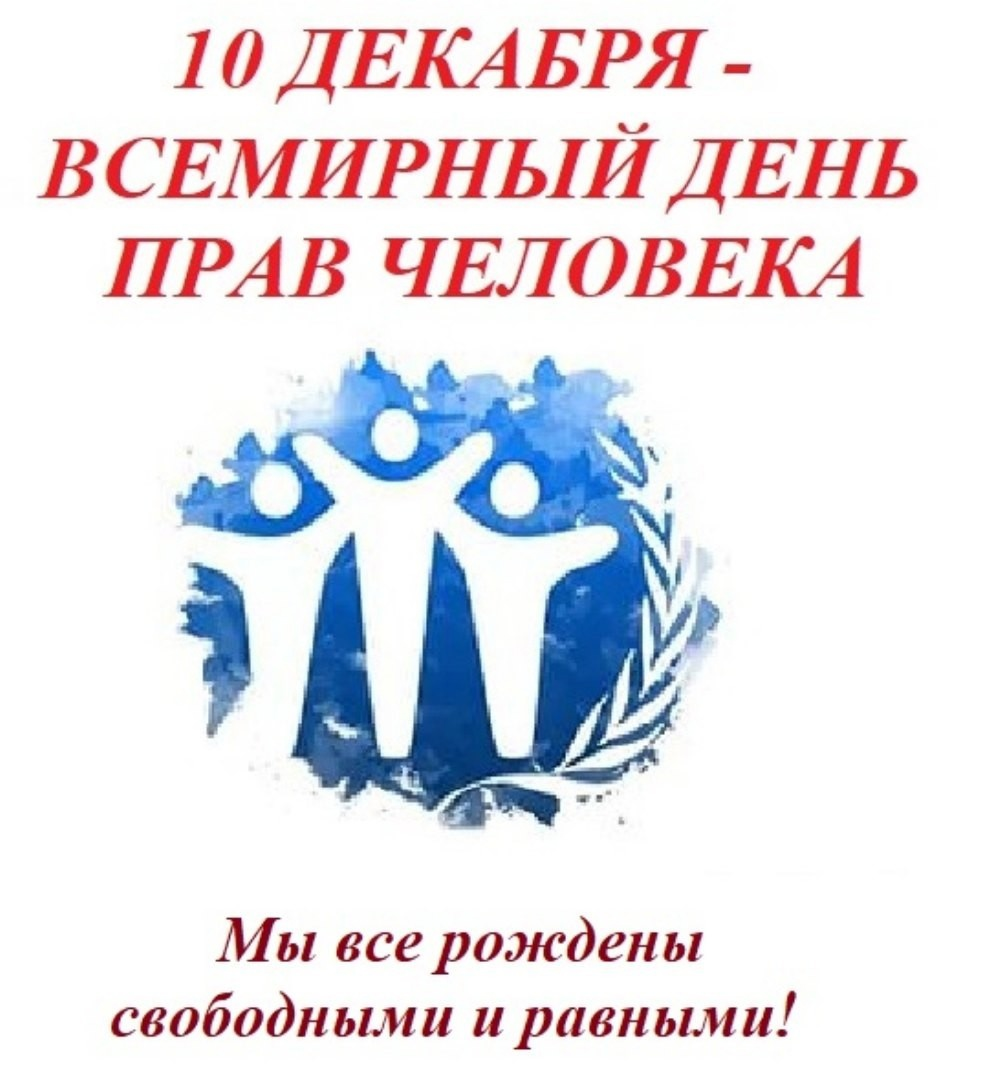 10 ДЕКАБРЯ -
ВСЕМИРНЫЙ ДЕНЬ
ПРАВ ЧЕЛОВЕКА
Мы все рождены
свободными и равными!